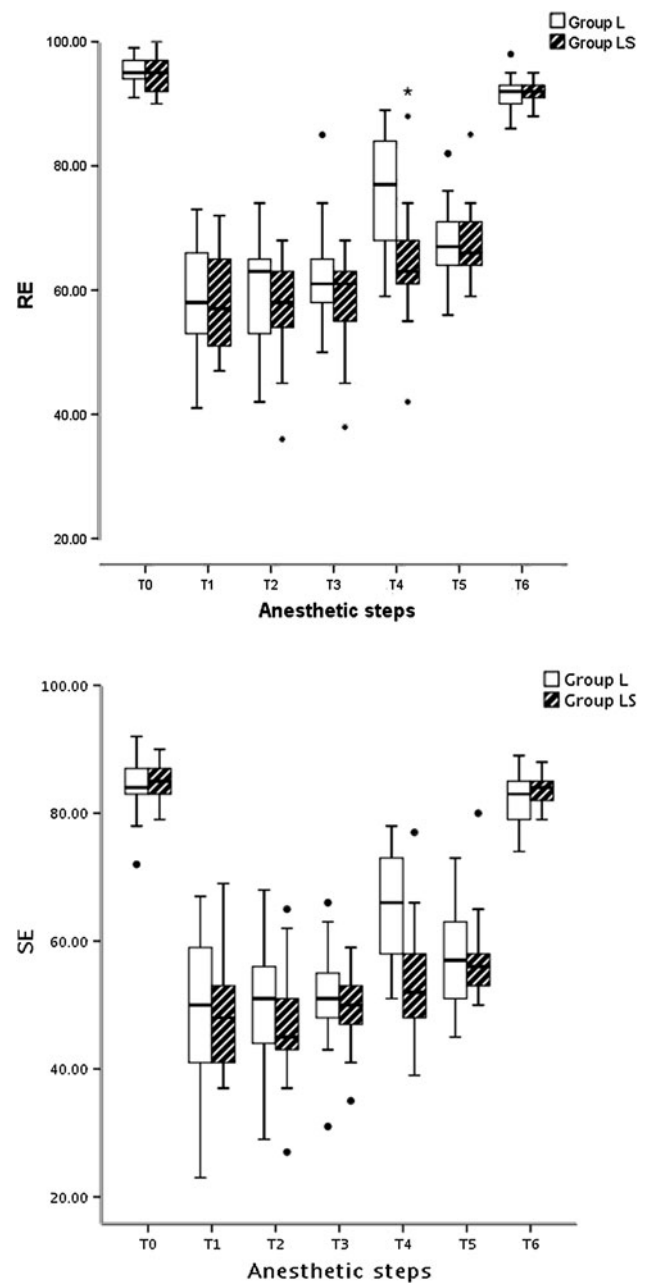 Group L
Group LS
100.00
80.00
60.00
40.00
20.00
RE
T0 T1 T2 T3 T4 T5 T6
Anesthetic steps
*
Group L
Group LS
100.00
80.00
60.00
40.00
20.00
SE
T0 T1 T2 T3 T4 T5 T6
Anesthetic steps